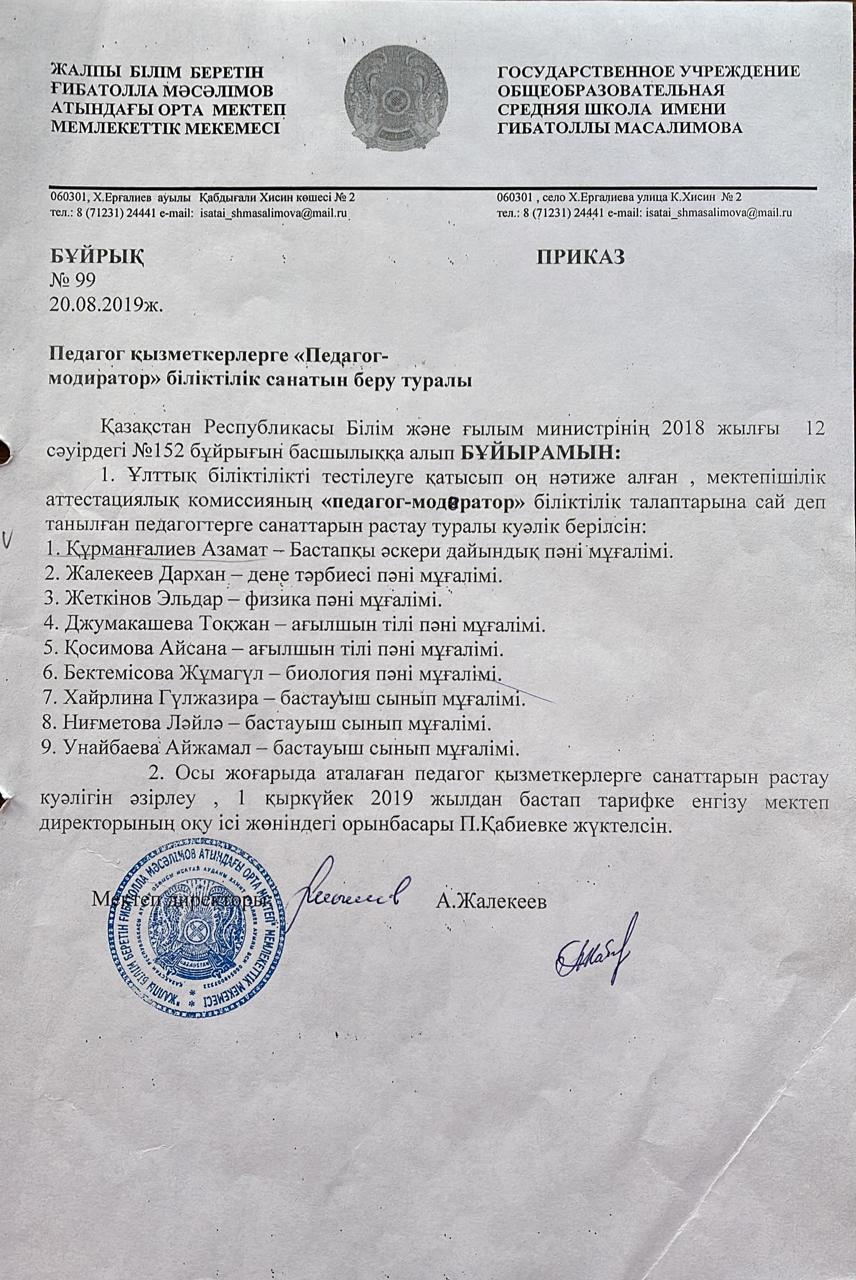 ЖАЛПЫ БІЛІМ БЕРЕТІН
ҒИБАТОЛЛА МӘСӘЛІМОВ
АТЫНДАҒЫ ОРТА МЕКТЕП
МЕМЛЕКЕТТІК МЕКЕМЕСІ
ГОСУДАРСТВЕННОЕ УЧРЕЖДЕНИЕ
ОБЩЕОБРАЗОВАТЕЛЬНАЯ
СРЕДНЯЯ ШКОЛА ИМЕНИ
ГИБАТОЛЛЫ МАСАЛИМОВА
060301, Х.Ерғалиев ауылы Қабдығали Хисин көшесі № 2
тел.: 8 (71231) 24441 e-mail: isatai_shmasalimova@mail.ru
060301 , село Х.Ергалиева улица К.Хисин № 2
тел.: 8 (71231) 24441 e-mail: isatai_shmasalimova@mail.ru
БҰЙРЫҚ
ПРИКАЗ
№ 99
20.08.2019ж.
Педагог қызметкерлерге «Педагог-
модиратор» біліктілік санатын беру туралы
Қазақстан Республикасы Білім және ғылым министрінің 2018 жылғы 12
сәуірдегі №152 бұйрығын басшылыққа алып БҰЙЫРАМЫН:
1. Ұлттық біліктілікті тестілеуге қатысып оң нәтиже алған , мектепішілік
аттестациялық комиссияның «педагог-модератор» біліктілік талаптарына сай деп
танылған педагогтерге санаттарын растау туралы куәлік берілсін:
1. Құрманғалиев Азамат – Бастапқы әскери дайындық пәні мұғалімі.
2. Жалекеев Дархан – дене тәрбиесі пәні мұғалімі.
3. Жеткінов Эльдар – физика пәні мұғалімі.
4. Джумакашева Тоқжан – ағылшын тілі пәні мұғалімі.
5. Қосимова Айсана – ағылшын тілі пәні мұғалімі.
6. Бектемісова Жұмагүл – биология пәні мұғалімі.
7. Хайрлина Гүлжазира – бастауыш сынып мұғалімі.
8. Ниғметова Ләйлә – бастауыш сынып мұғалімі.
9. Унайбаева Айжамал – бастауыш сынып мұғалімі.
2. Осы жоғарыда аталаған педагог қызметкерлерге санаттарын растау
куәлігін әзірлеу , 1 қыркүйек 2019 жылдан бастап тарифке енгізу мектеп
директорының оқу ісі жөніндегі орынбасары П.Қабиевке жүктелсін.
Мектеп директоры
А.Жалекеев
"ЖАЛПЫ БІЛІМ БЕРЕТІН ҒИБАТОЛЛА МӘСӘЛІМОВ АТЫНДАҒЫ ОРТА МЕКТЕП" МЕМЛЕКЕТТІК МЕКЕМЕСІ